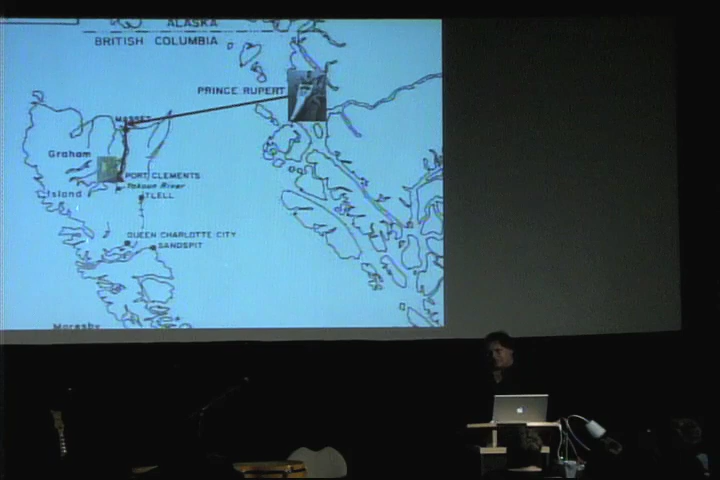 ALASKA
BRITISH COLUMBIA
PRINCE RUPERT
MASSET
Graham
PORT CLEMENTS
Yakoun River
Island
TLELL
QUEEN CHARLOTTE CITY
SANDSPIT
Moresby